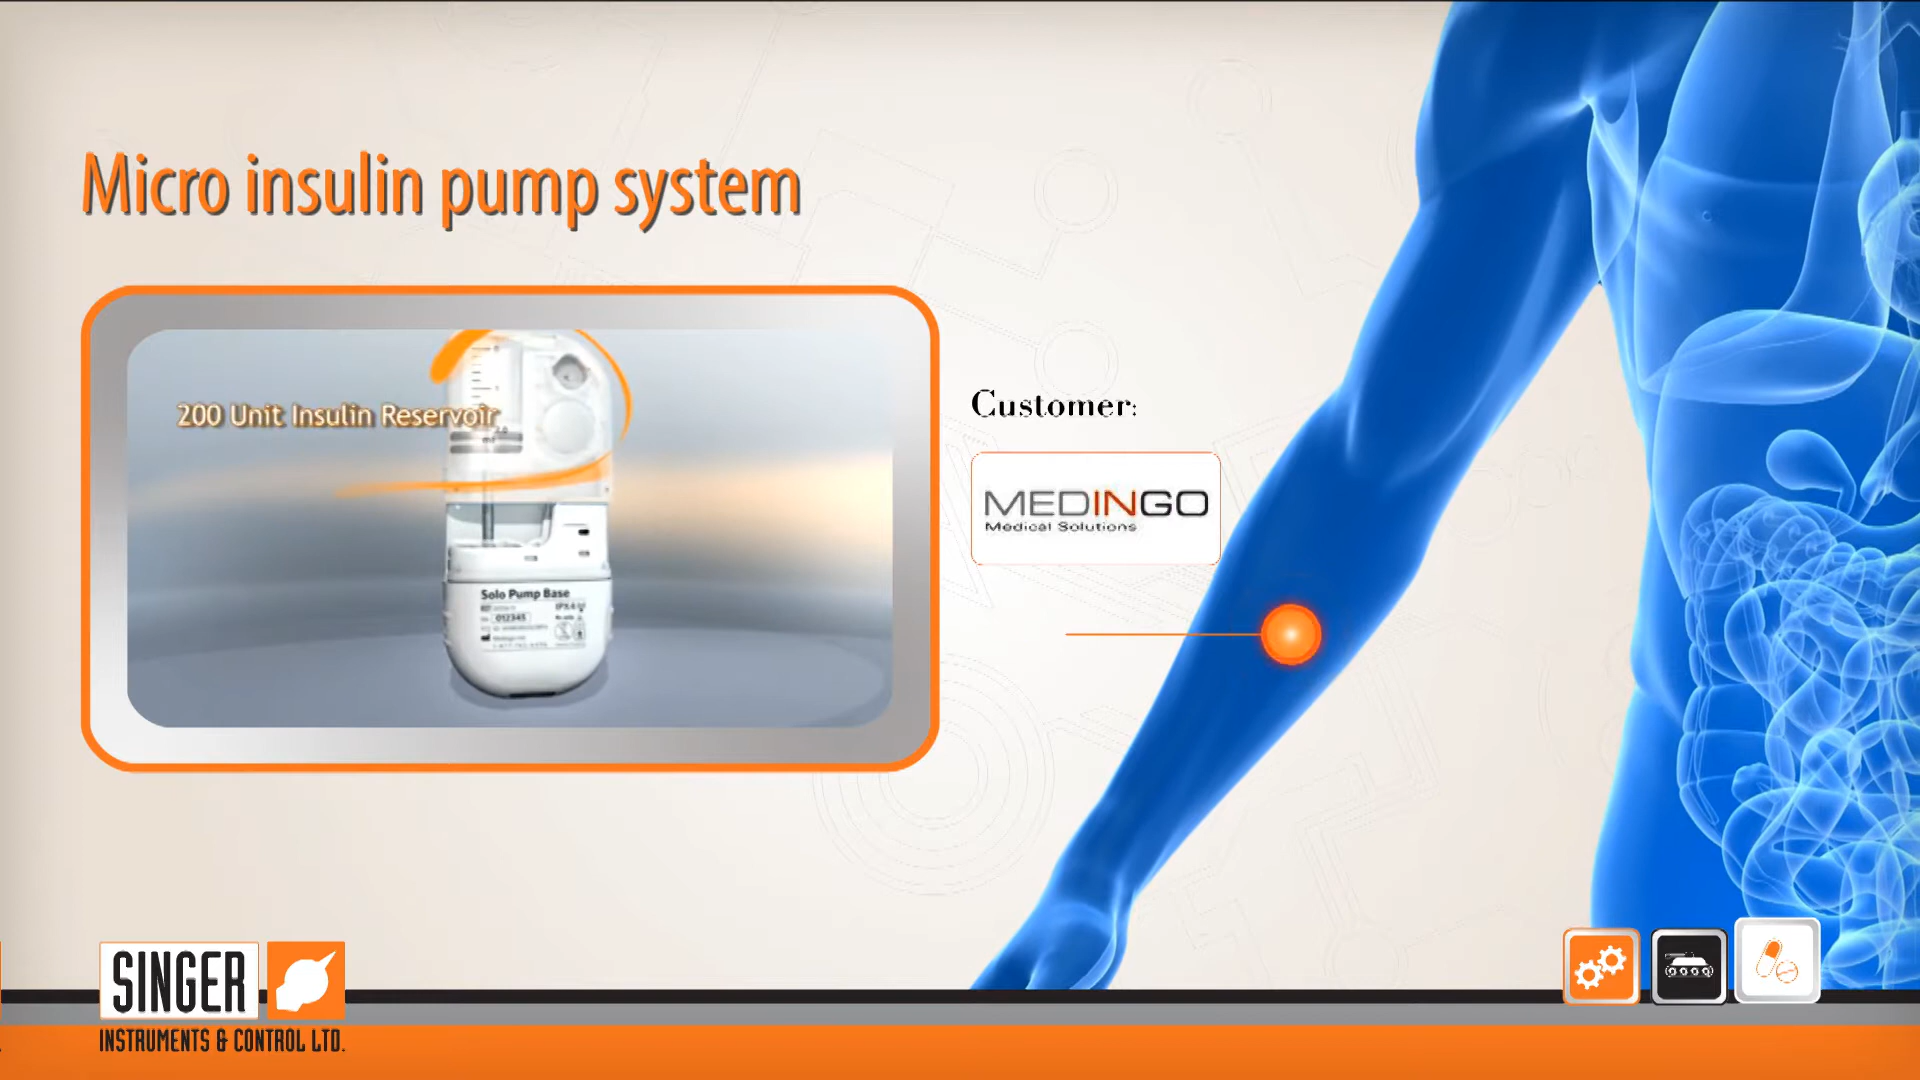 Micro insulin pump system
200 Unit Insulin Reservoir
Solo Pump Base
012345
Customer:
MEDINGO
Medical Solutions
SINGER
INSTRUMENTS & CONTROL LTD.